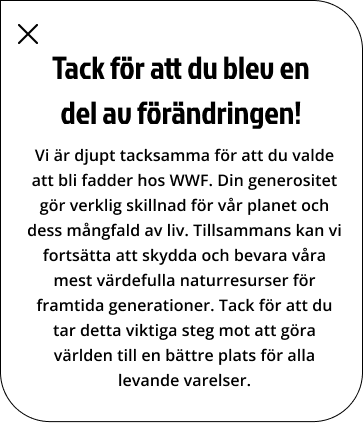 Tack för att du blev en
del av förändringen!
Vi är djupt tacksamma för att du valde
att bli fadder hos WWF. Din generositet
gör verklig skillnad för vår planet och
dess mångfald av liv. Tillsammans kan vi
fortsätta att skydda och bevara våra
mest värdefulla naturresurser för
framtida generationer. Tack för att du
tar detta viktiga steg mot att göra
världen till en bättre plats för alla
levande varelser.